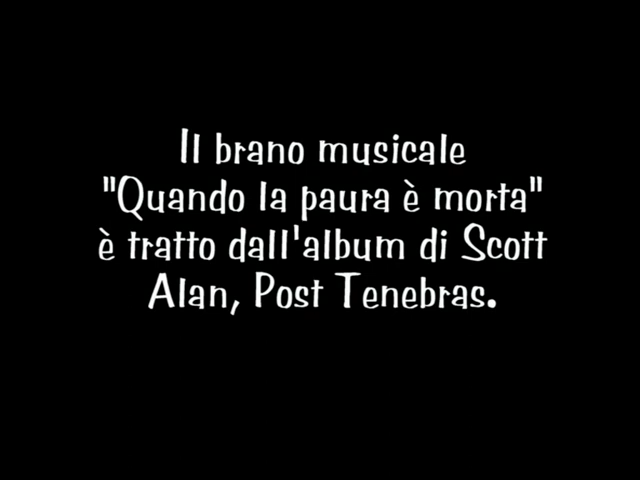 Il brano musicale
"Quando la paura è morta"
è tratto dall'album di Scott
Alan, Post Tenebras.